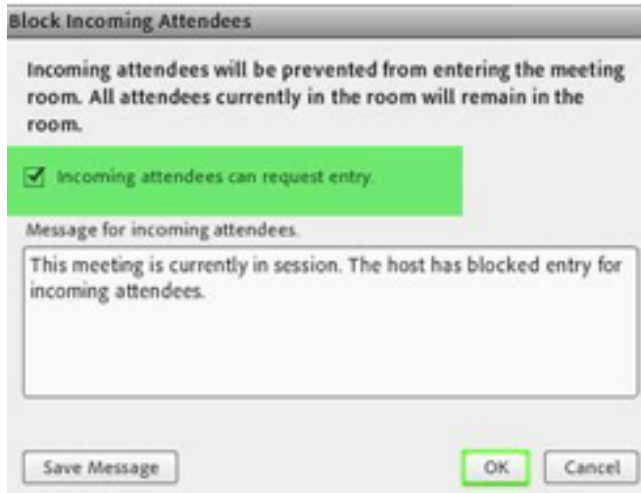 Block Incoming Attendees
Incoming attendees will be prevented from entering the meeting
room. All attendees currently in the room will remain in the
room.
Incoming attendees can request entry.
Message for incoming attendees.
This meeting is currently in session. The host has blocked entry for
incoming attendees.
Save Message OK Cancel